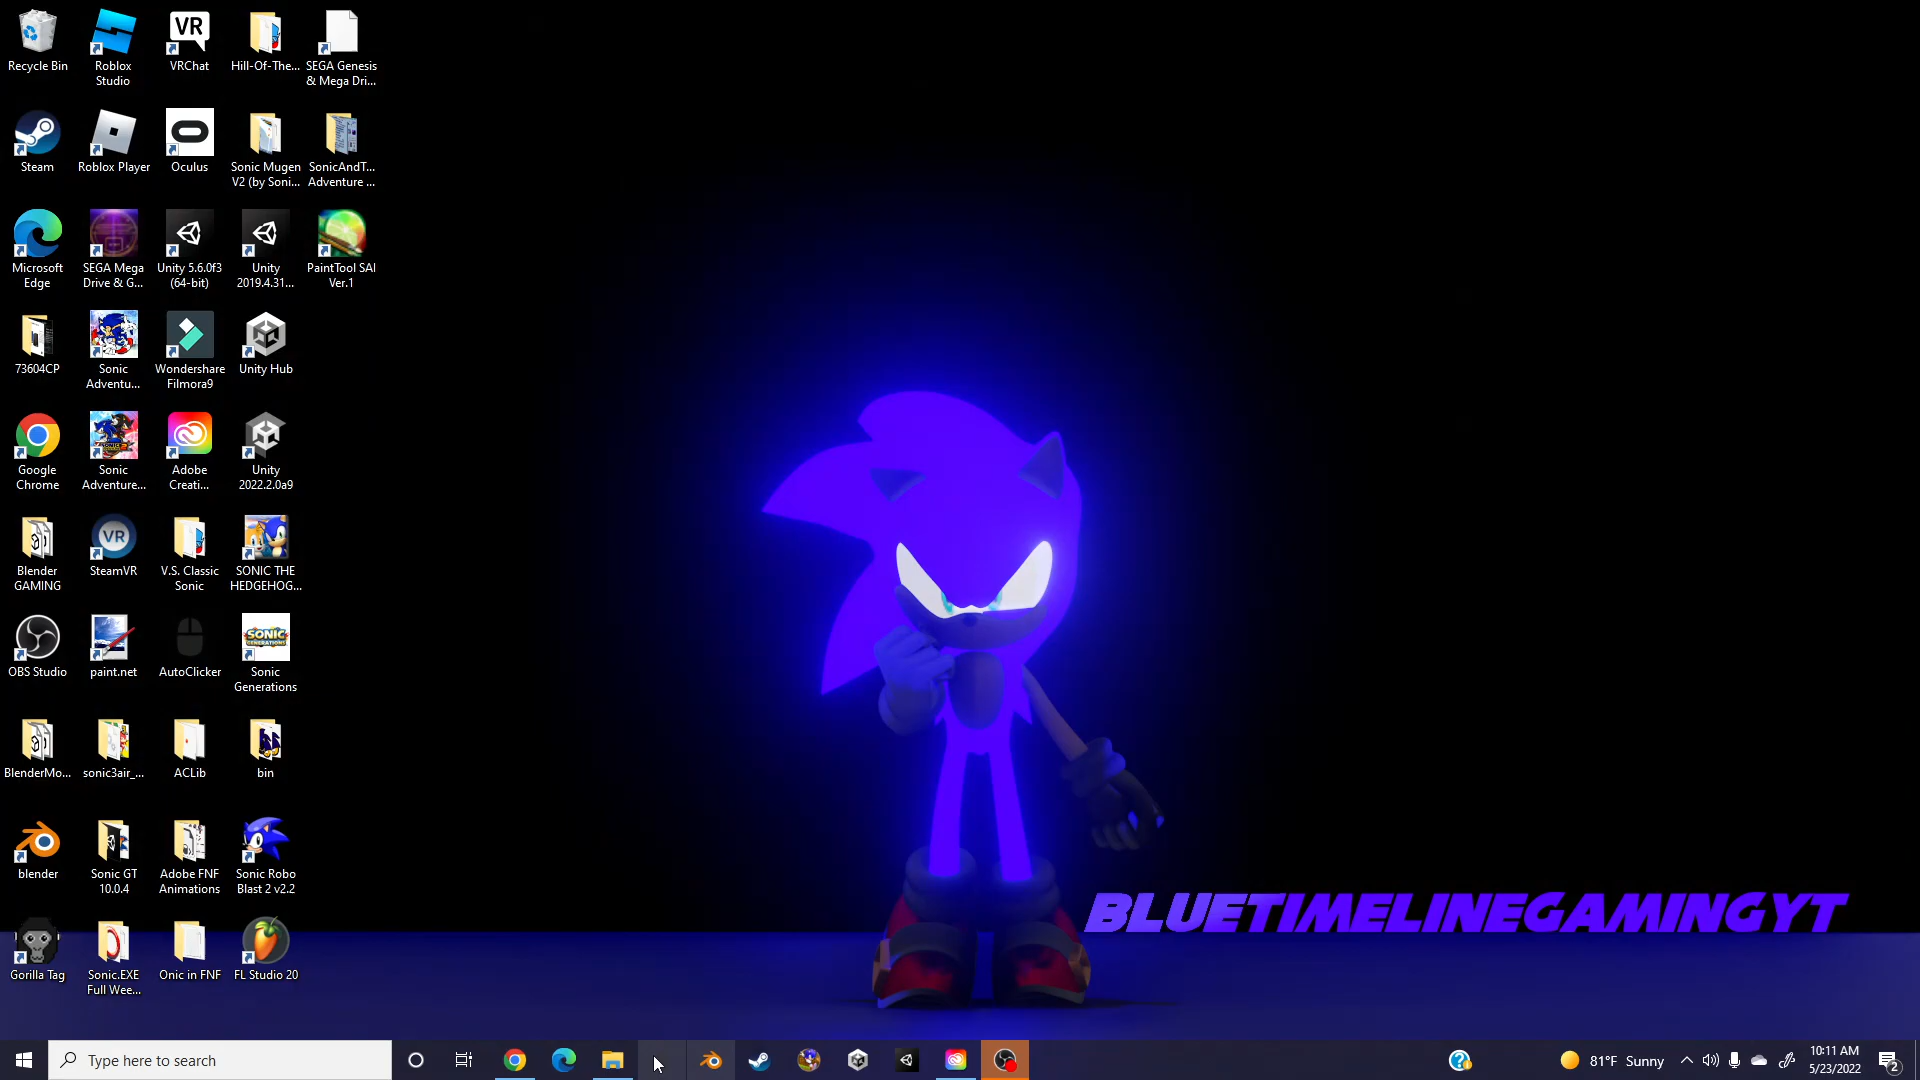 Recycle Bin
Roblox
Studio
VRChat
Hill-Of-The...
SEGA Genesis
& Mega Dri...
Steam
Roblox Player
Oculus
Sonic Mugen
V2 (by Soni...
SonicAndT...
Adventure ...
Microsoft
Edge
SEGA Mega
Drive & G...
Unity 5.6.0f3
(64-bit)
Unity
2019.4.31...
PaintTool SAI
Ver.1
73604CP
Sonic
Adventu...
Wondershare
Filmora9
Unity Hub
Google
Chrome
Sonic
Adventure...
Adobe
Creati...
Unity
2022.2.0a9
Blender
GAMING
VR
SteamVR
V.S. Classic
Sonic
SONIC THE
HEDGEHOG...
OBS Studio
paint.net
AutoClicker
SONIC
GENERATIONS
Sonic
Generations
BlenderMo...
sonic3air_...
ACLib
bin
blender
Sonic GT
10.0.4
Adobe FNF
Animations
Sonic Robo
Blast 2 v2.2
Gorilla Tag
Sonic.EXE
Full Wee...
Onic in FNF
FL Studio 20
VR
BLUETIMELINEGAMINGYT
Type here to search
81°F Sunny
10:11 AM
5/23/2022
2